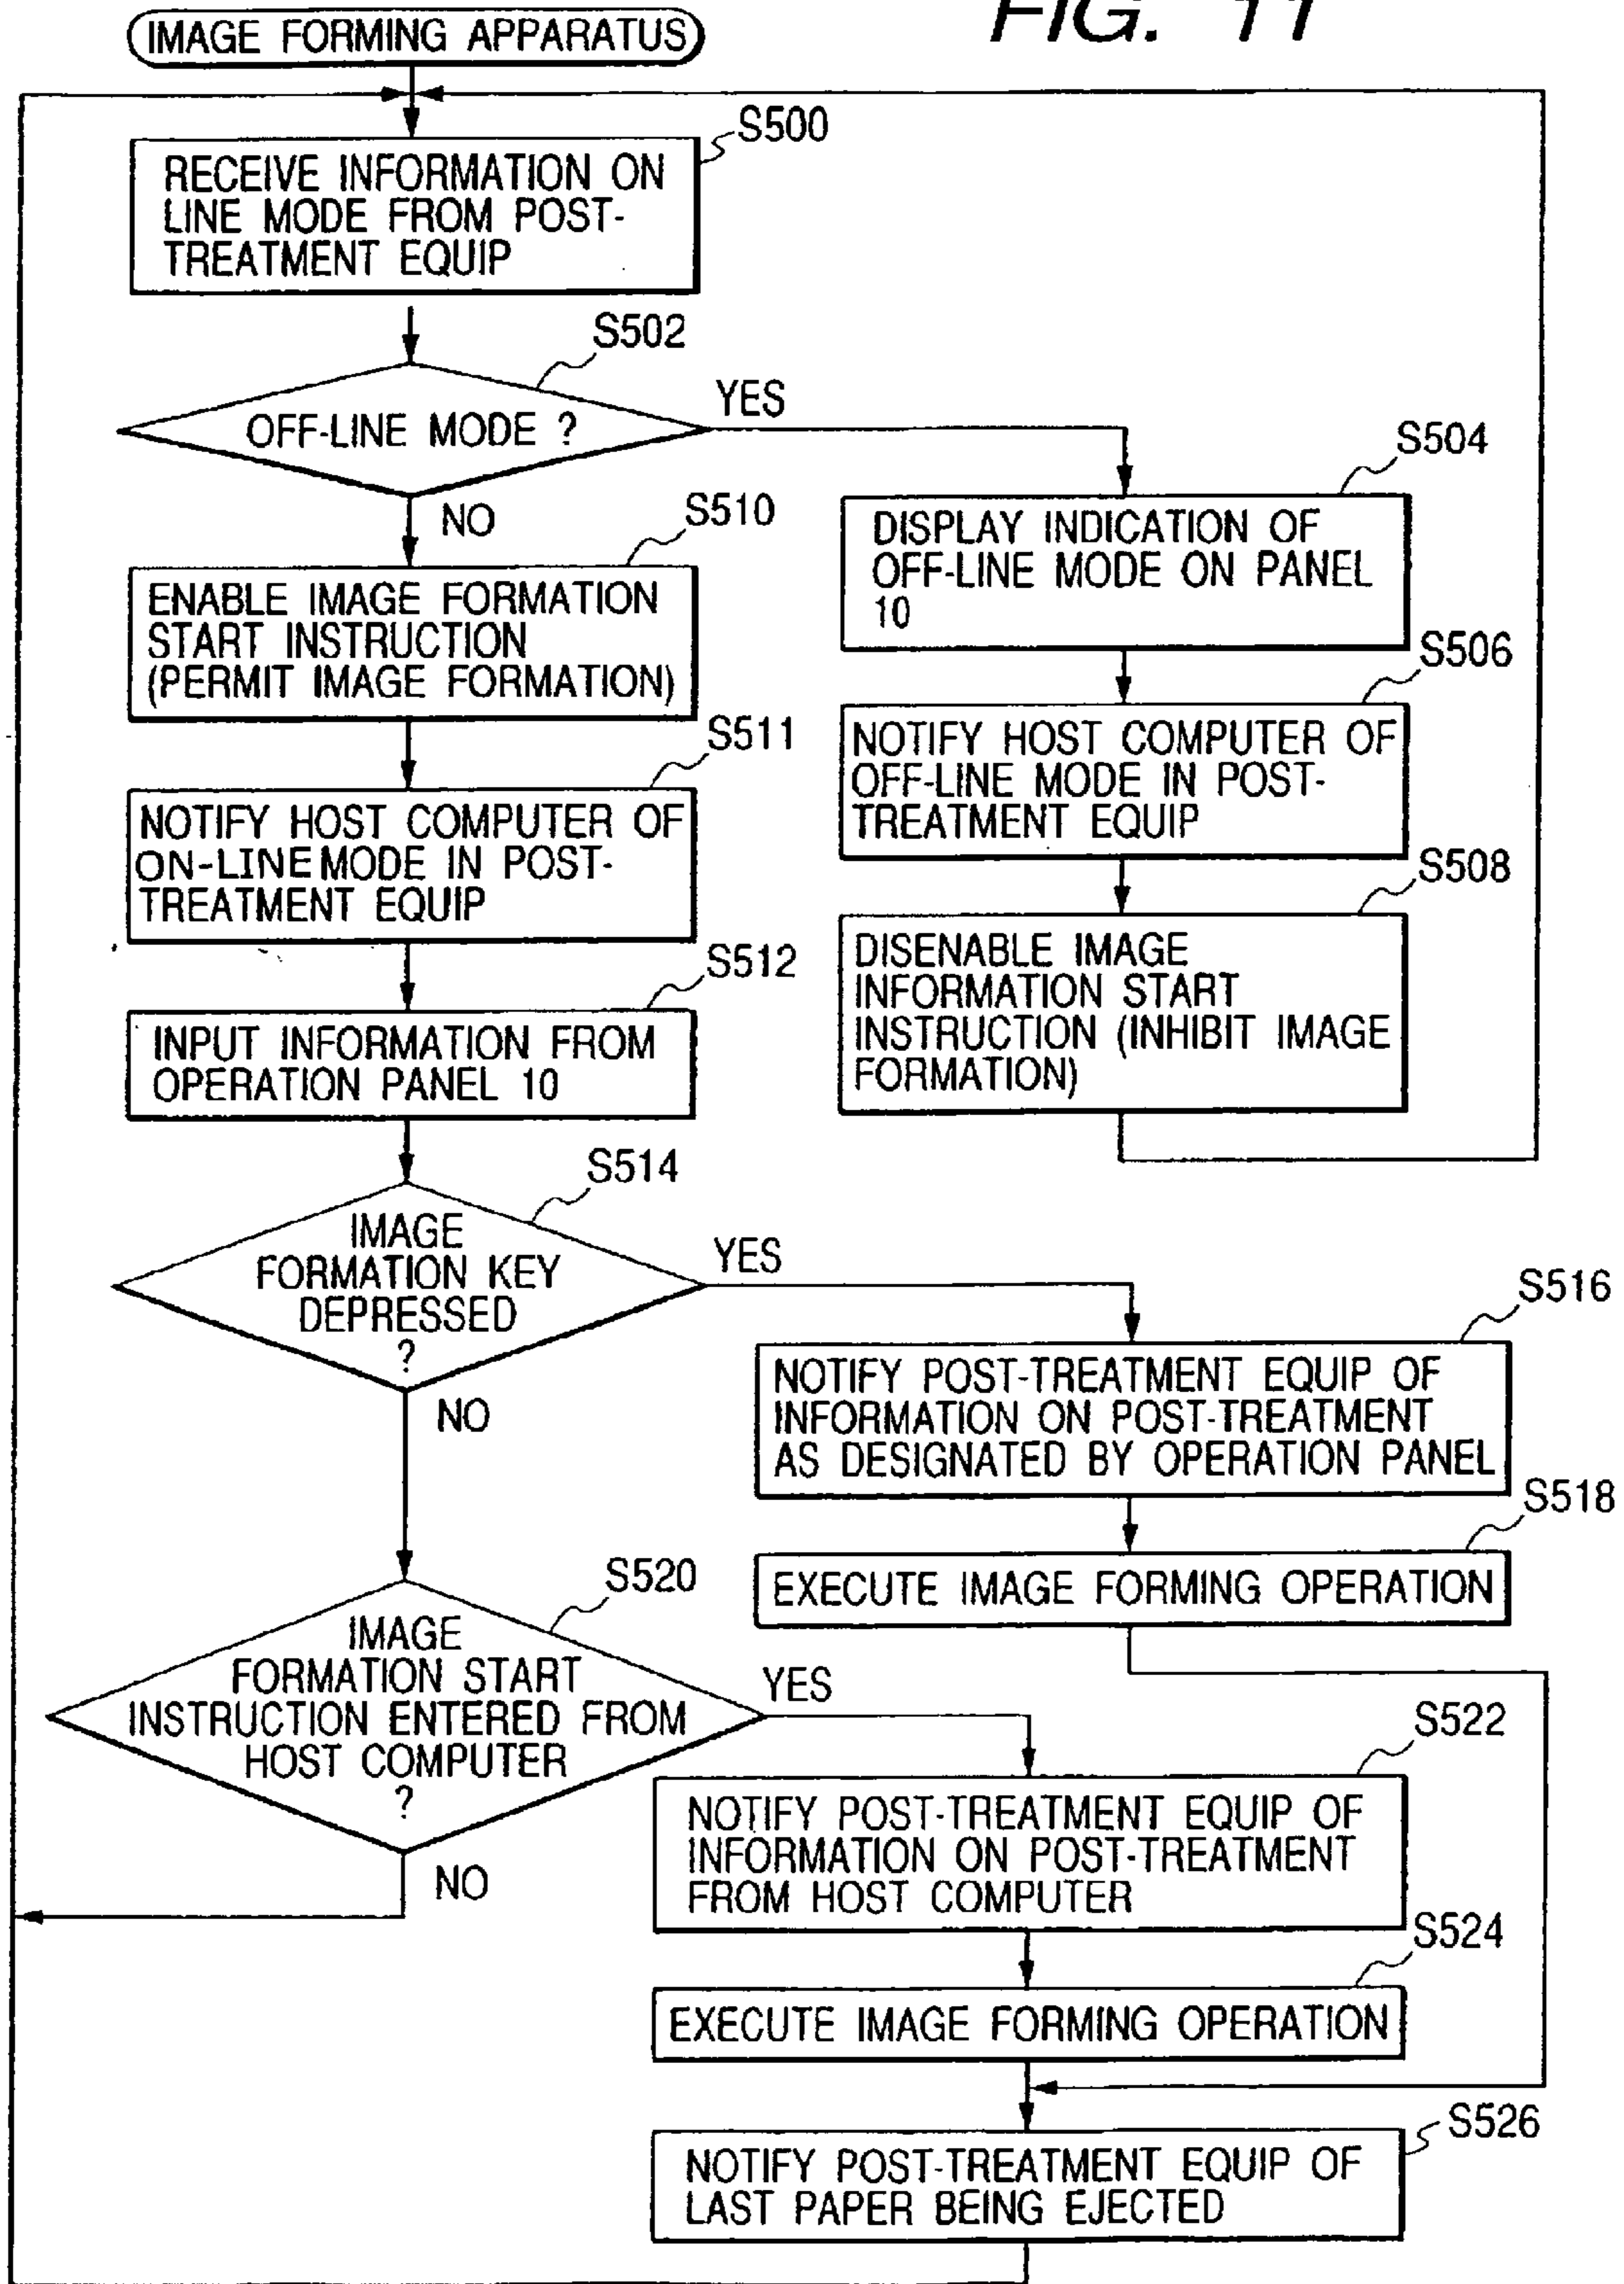 FIG. 11
IMAGE FORMING APPARATUS
S500
RECEIVE INFORMATION ON
LINE MODE FROM POST-
TREATMENT EQUIP
S502
OFF-LINE MODE ?
YES
NO
S504
DISPLAY INDICATION OF
OFF-LINE MODE ON PANEL
10
S506
NOTIFY HOST COMPUTER OF
OFF-LINE MODE IN POST-
TREATMENT EQUIP
S508
DISENABLE IMAGE
INFORMATION START
INSTRUCTION (INHIBIT IMAGE
FORMATION)
S510
ENABLE IMAGE FORMATION
START INSTRUCTION
(PERMIT IMAGE FORMATION)
S511
NOTIFY HOST COMPUTER OF
ON-LINE MODE IN POST-
TREATMENT EQUIP
S512
INPUT INFORMATION FROM
OPERATION PANEL 10
S514
IMAGE
FORMATION KEY
DEPRESSED
?
YES
NO
S516
NOTIFY POST-TREATMENT EQUIP OF
INFORMATION ON POST-TREATMENT
AS DESIGNATED BY OPERATION PANEL
S518
EXECUTE IMAGE FORMING OPERATION
S520
IMAGE
FORMATION START
INSTRUCTION ENTERED FROM
HOST COMPUTER
?
YES
NO
S522
NOTIFY POST-TREATMENT EQUIP OF
INFORMATION ON POST-TREATMENT
FROM HOST COMPUTER
S524
EXECUTE IMAGE FORMING OPERATION
S526
NOTIFY POST-TREATMENT EQUIP OF
LAST PAPER BEING EJECTED